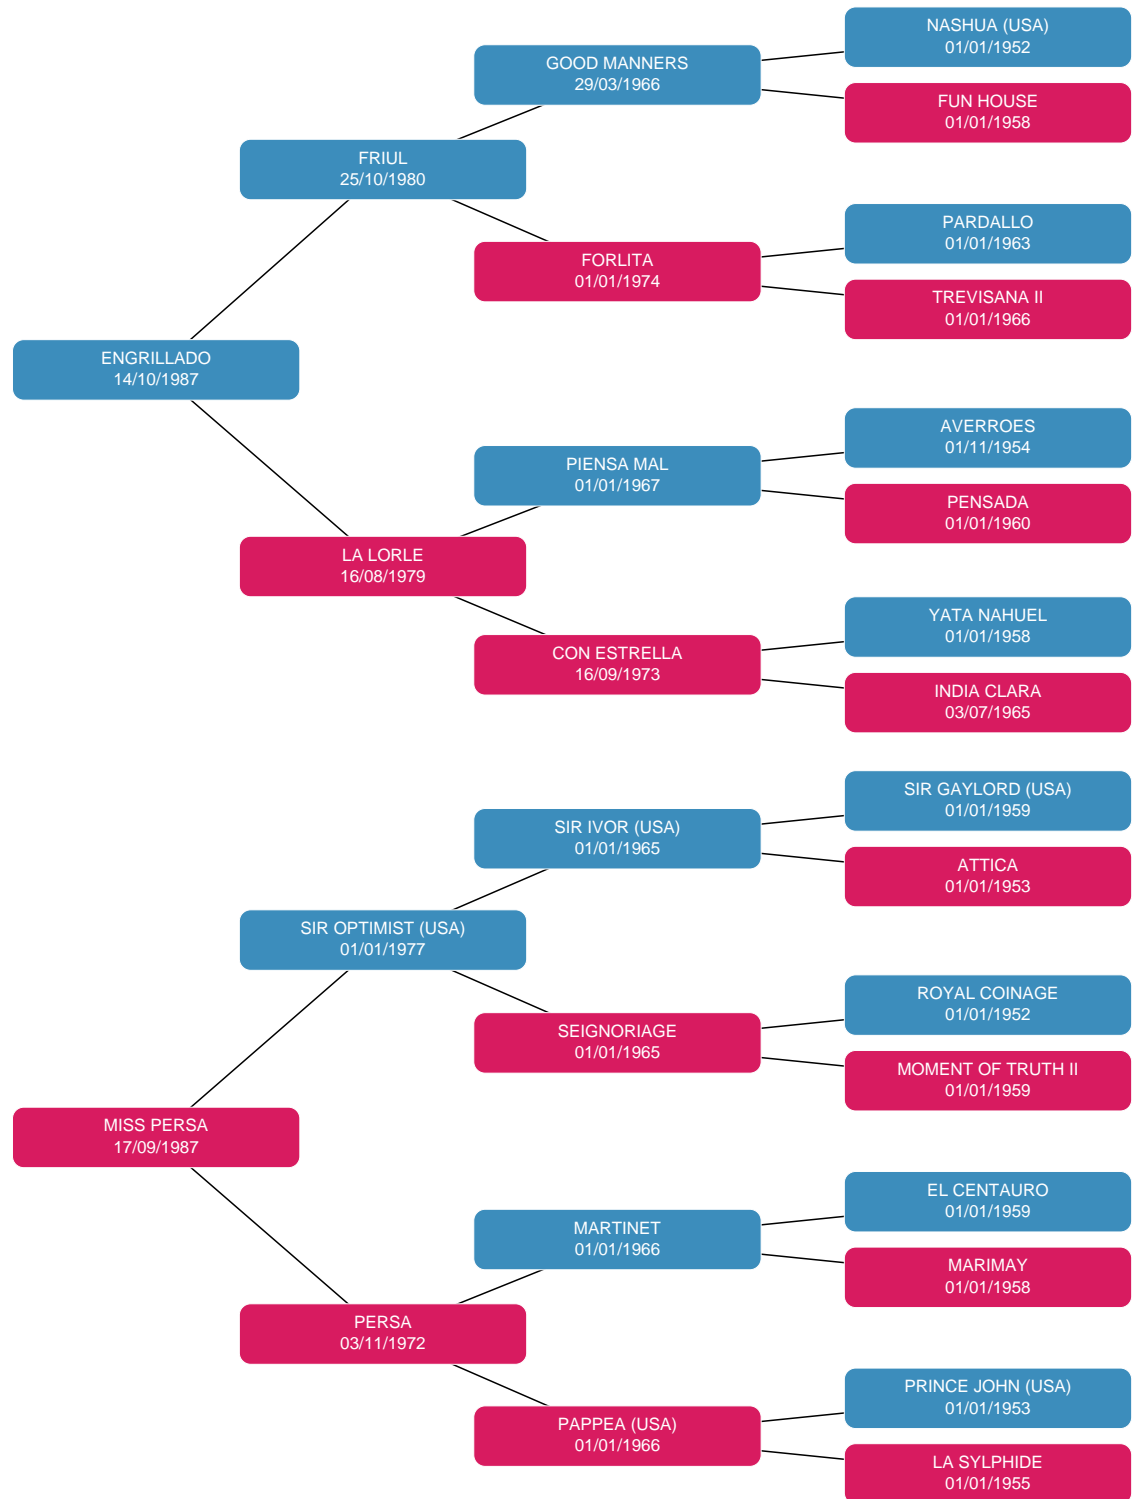 NASHUA (USA)
01/01/1952
GOOD MANNERS
29/03/1966
FUN HOUSE
01/01/1958
FRIUL
25/10/1980
PARDALLO
01/01/1963
FORLITA
01/01/1974
TREVISANA II
01/01/1966
ENGRILLADO
14/10/1987
AVERROES
01/11/1954
PIENSA MAL
01/01/1967
PENSADA
01/01/1960
LA LORLE
16/08/1979
YATA NAHUEL
01/01/1958
CON ESTRELLA
16/09/1973
INDIA CLARA
03/07/1965
SIR GAYLORD (USA)
01/01/1959
SIR IVOR (USA)
01/01/1965
ATTICA
01/01/1953
SIR OPTIMIST (USA)
01/01/1977
ROYAL COINAGE
01/01/1952
SEIGNORIAGE
01/01/1965
MOMENT OF TRUTH II
01/01/1959
MISS PERSA
17/09/1987
EL CENTAURO
01/01/1959
MARTINET
01/01/1966
MARIMAY
01/01/1958
PERSA
03/11/1972
PRINCE JOHN (USA)
01/01/1953
PAPPEA (USA)
01/01/1966
LA SYLPHIDE
01/01/1955